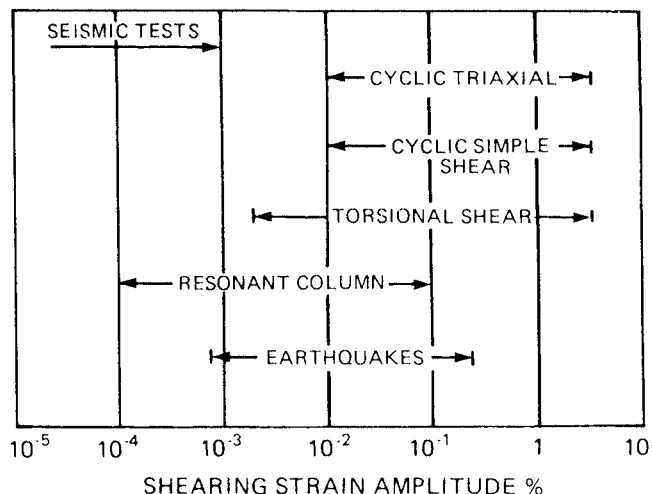 SEISMIC TESTS
CYCLIC TRIAXIAL
CYCLIC SIMPLE
SHEAR
TORSIONAL SHEAR
RESONANT COLUMN
EARTHQUAKES
10⁻⁵ 10⁻⁴ 10⁻³ 10⁻² 10⁻¹ 1 10
SHEARING STRAIN AMPLITUDE %